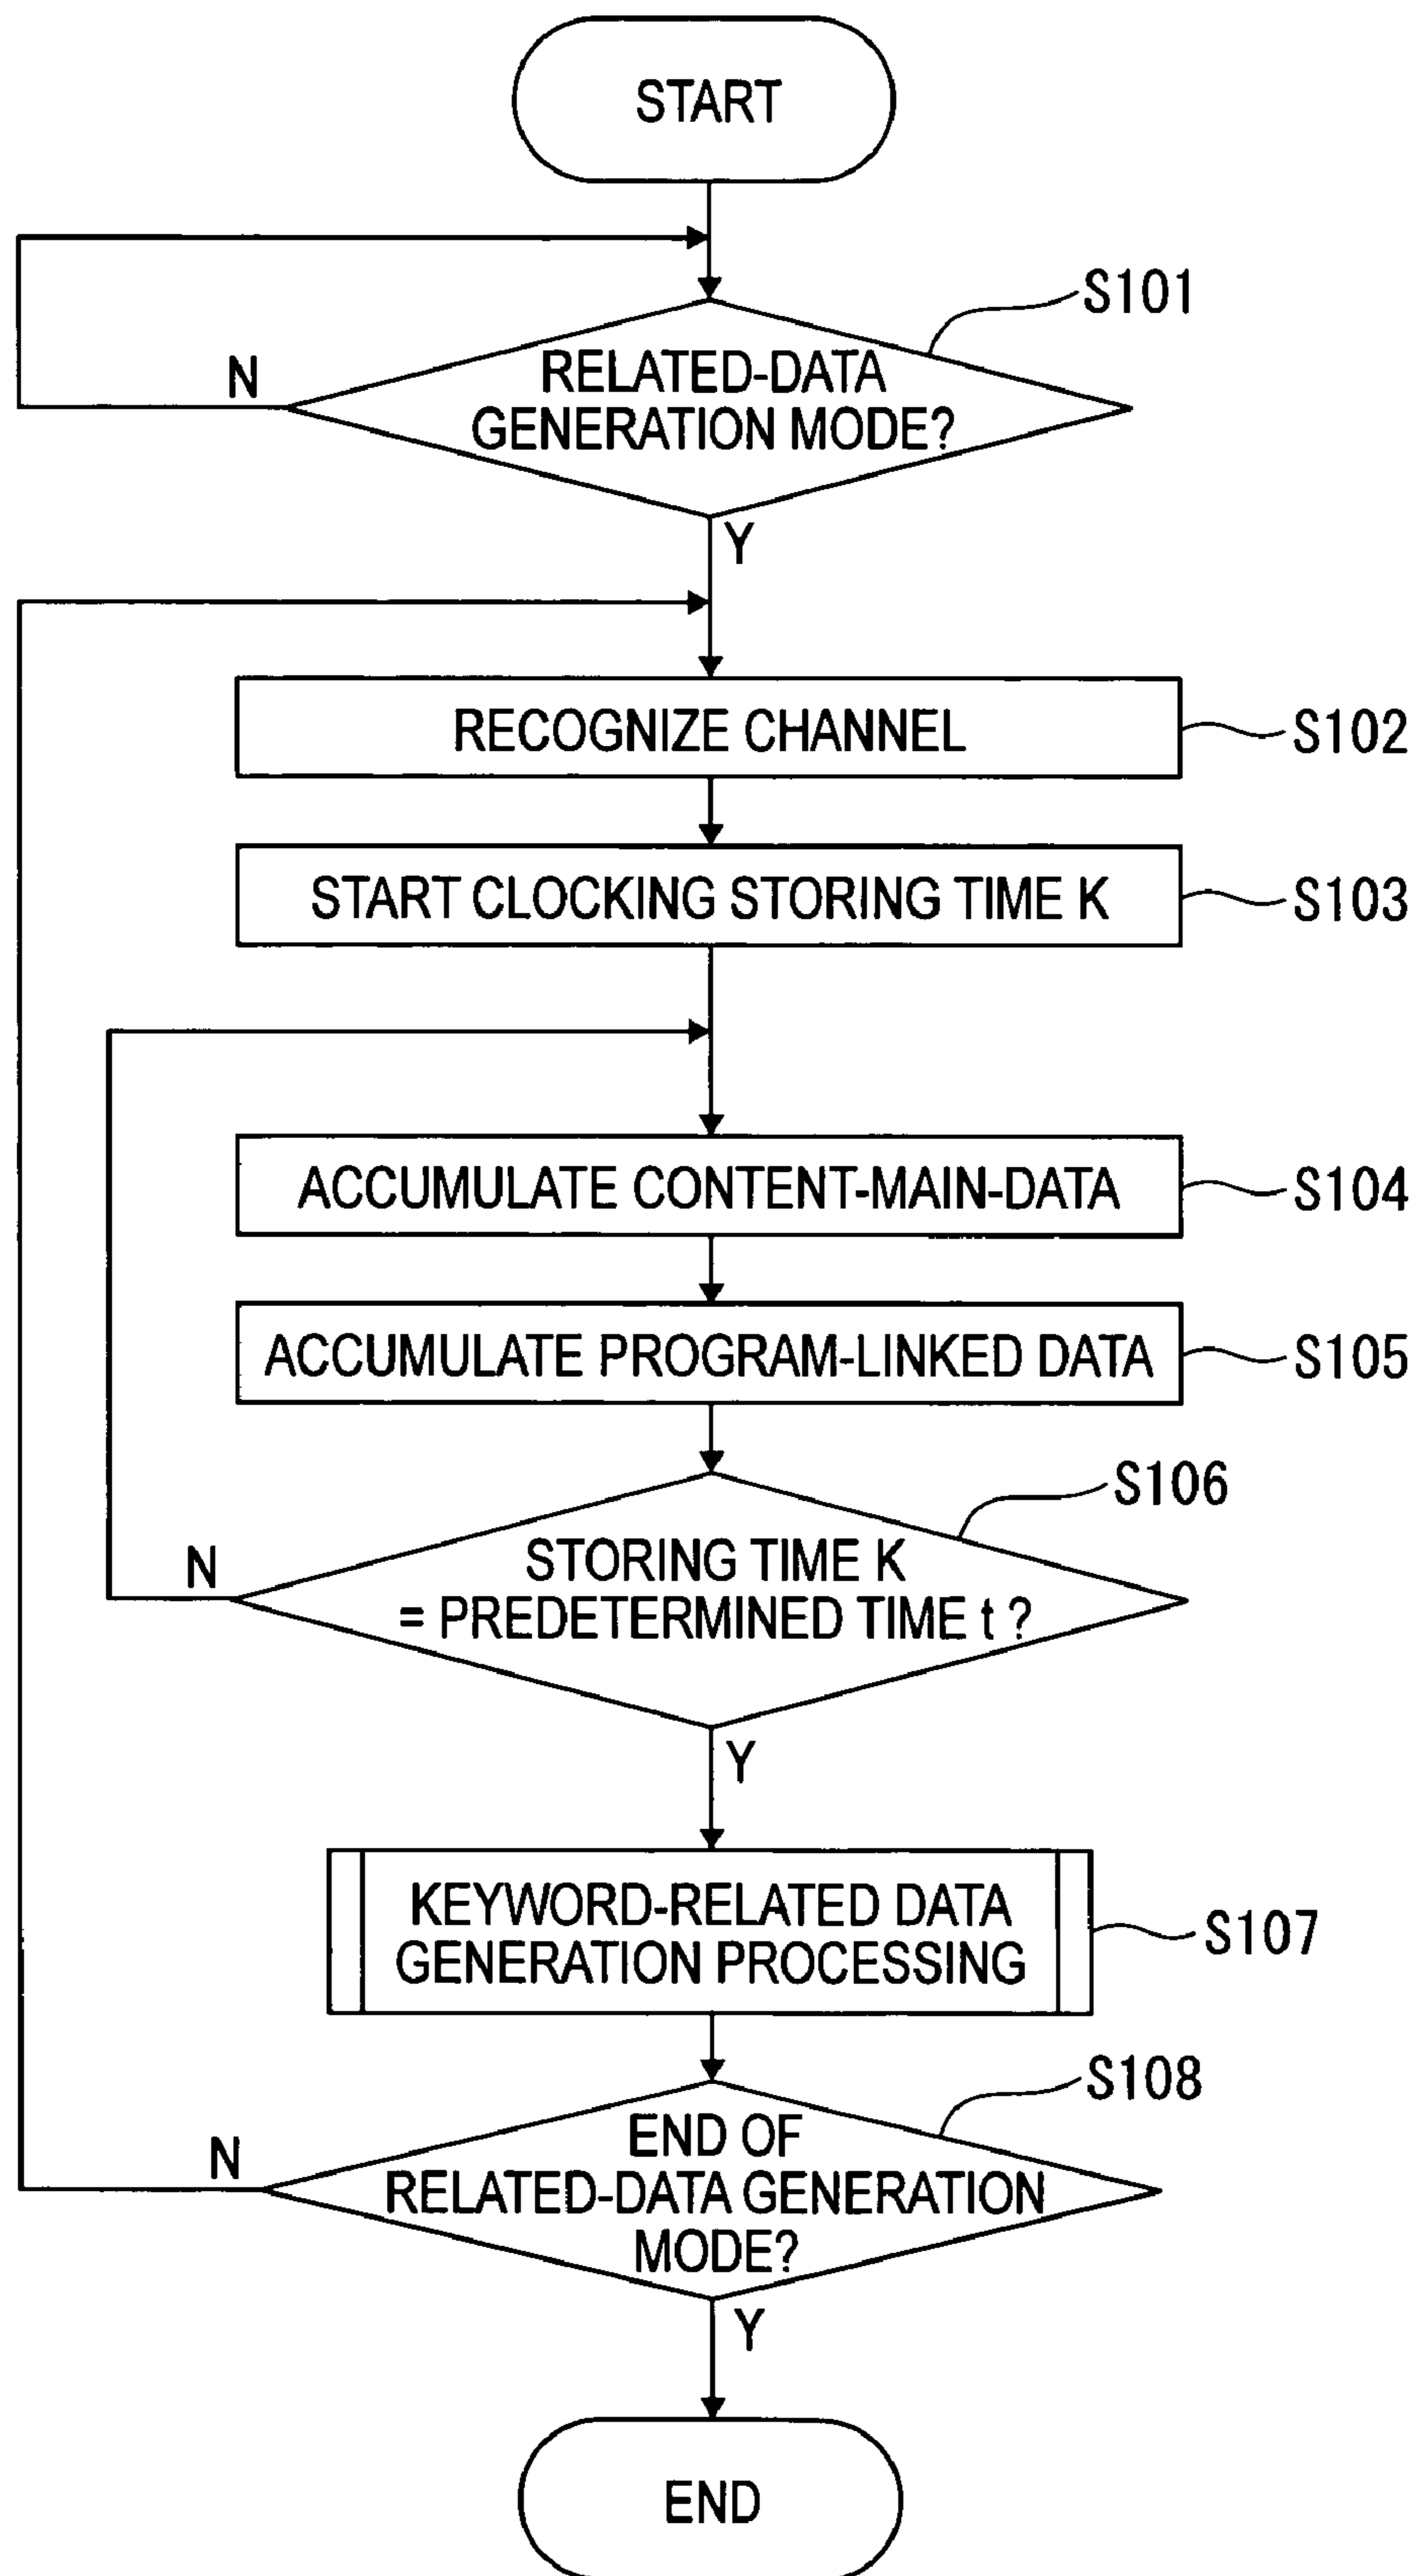 START
S101
RELATED-DATA
GENERATION MODE?
N
Y
RECOGNIZE CHANNEL
S102
START CLOCKING STORING TIME K
S103
ACCUMULATE CONTENT-MAIN-DATA
S104
ACCUMULATE PROGRAM-LINKED DATA
S105
S106
STORING TIME K
= PREDETERMINED TIME t ?
N
Y
KEYWORD-RELATED DATA
GENERATION PROCESSING
S107
S108
END OF
RELATED-DATA GENERATION
MODE?
N
Y
END